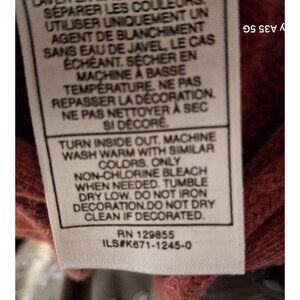 SÉPARER LES COULEURS.
UTILISER UNIQUEMENT UN
AGENT DE BLANCHIMENT
SANS EAU DE JAVEL, LE CAS
ÉCHÉANT. SÉCHER EN
MACHINE À BASSE
TEMPÉRATURE. NE PAS
REPASSER LA DÉCORATION.
NE PAS NETTOYER À SEC
SI DÉCORÉ.
TURN INSIDE OUT. MACHINE
WASH WARM WITH SIMILAR
COLORS. ONLY
NON-CHLORINE BLEACH
WHEN NEEDED. TUMBLE
DRY LOW. DO NOT IRON
DECORATION.DO NOT DRY
CLEAN IF DECORATED.
RN 129855
ILS#K671-1245-0
y A35 5G